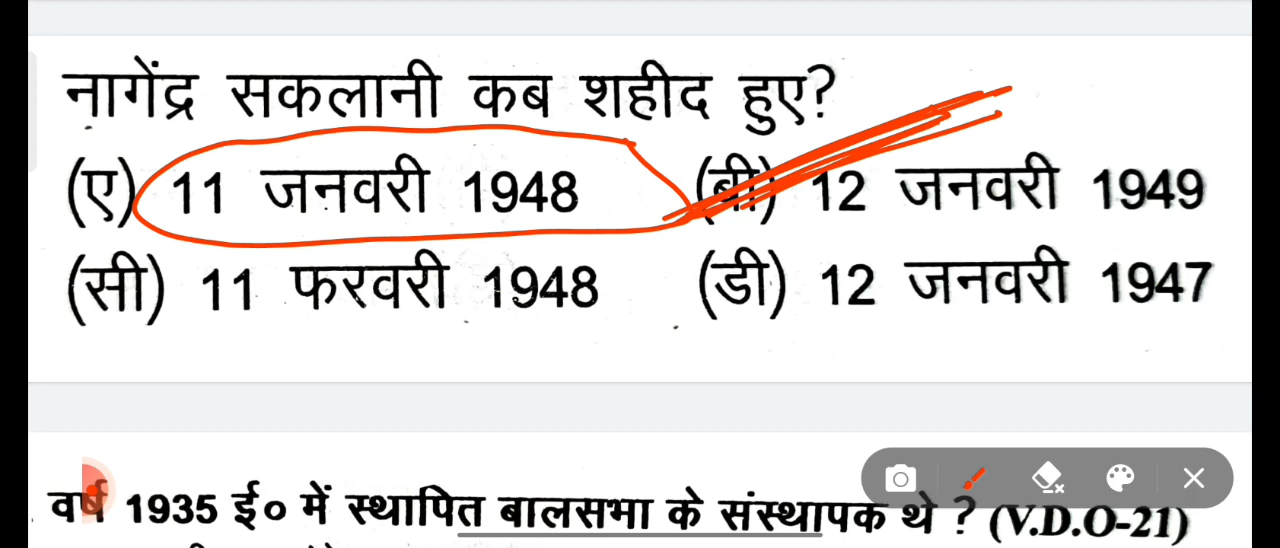 नागेंद्र सकलानी कब शहीद हुए?
(ए) 11 जनवरी 1948 (बी) 12 जनवरी 1949
(सी) 11 फरवरी 1948 (डी) 12 जनवरी 1947
वर्ष 1935 ई० में स्थापित बालसभा के संस्थापक थे ? (V.D.O-21)